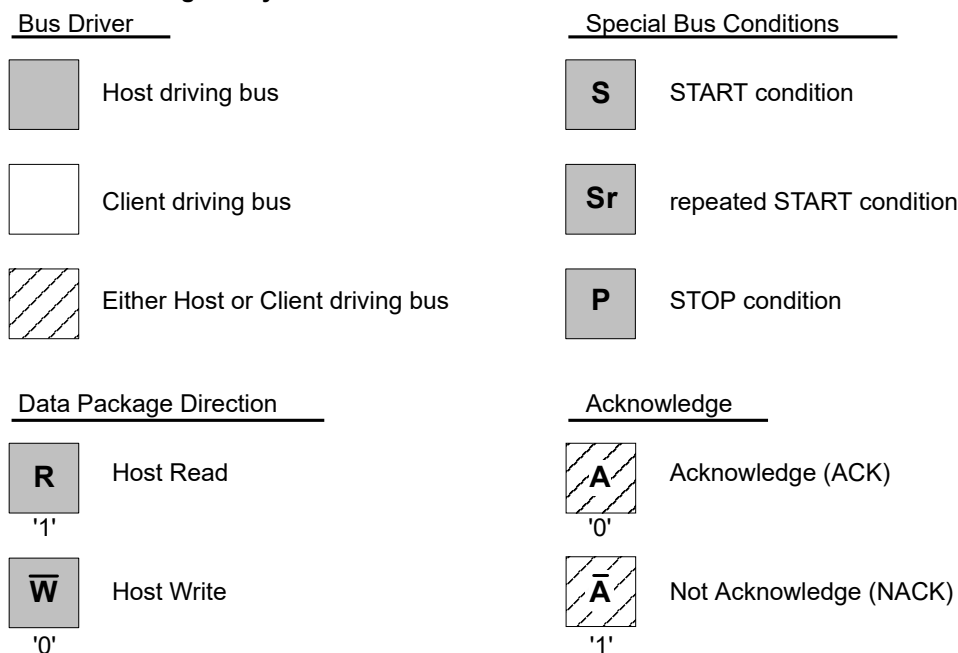 Bus Driver
Special Bus Conditions
Host driving bus
S
START condition
Client driving bus
Sr
repeated START condition
Either Host or Client driving bus
P
STOP condition
Data Package Direction
Acknowledge
R
Host Read
'1'
A
Acknowledge (ACK)
'0'
W̅
Host Write
'0'
A̅
Not Acknowledge (NACK)
'1'